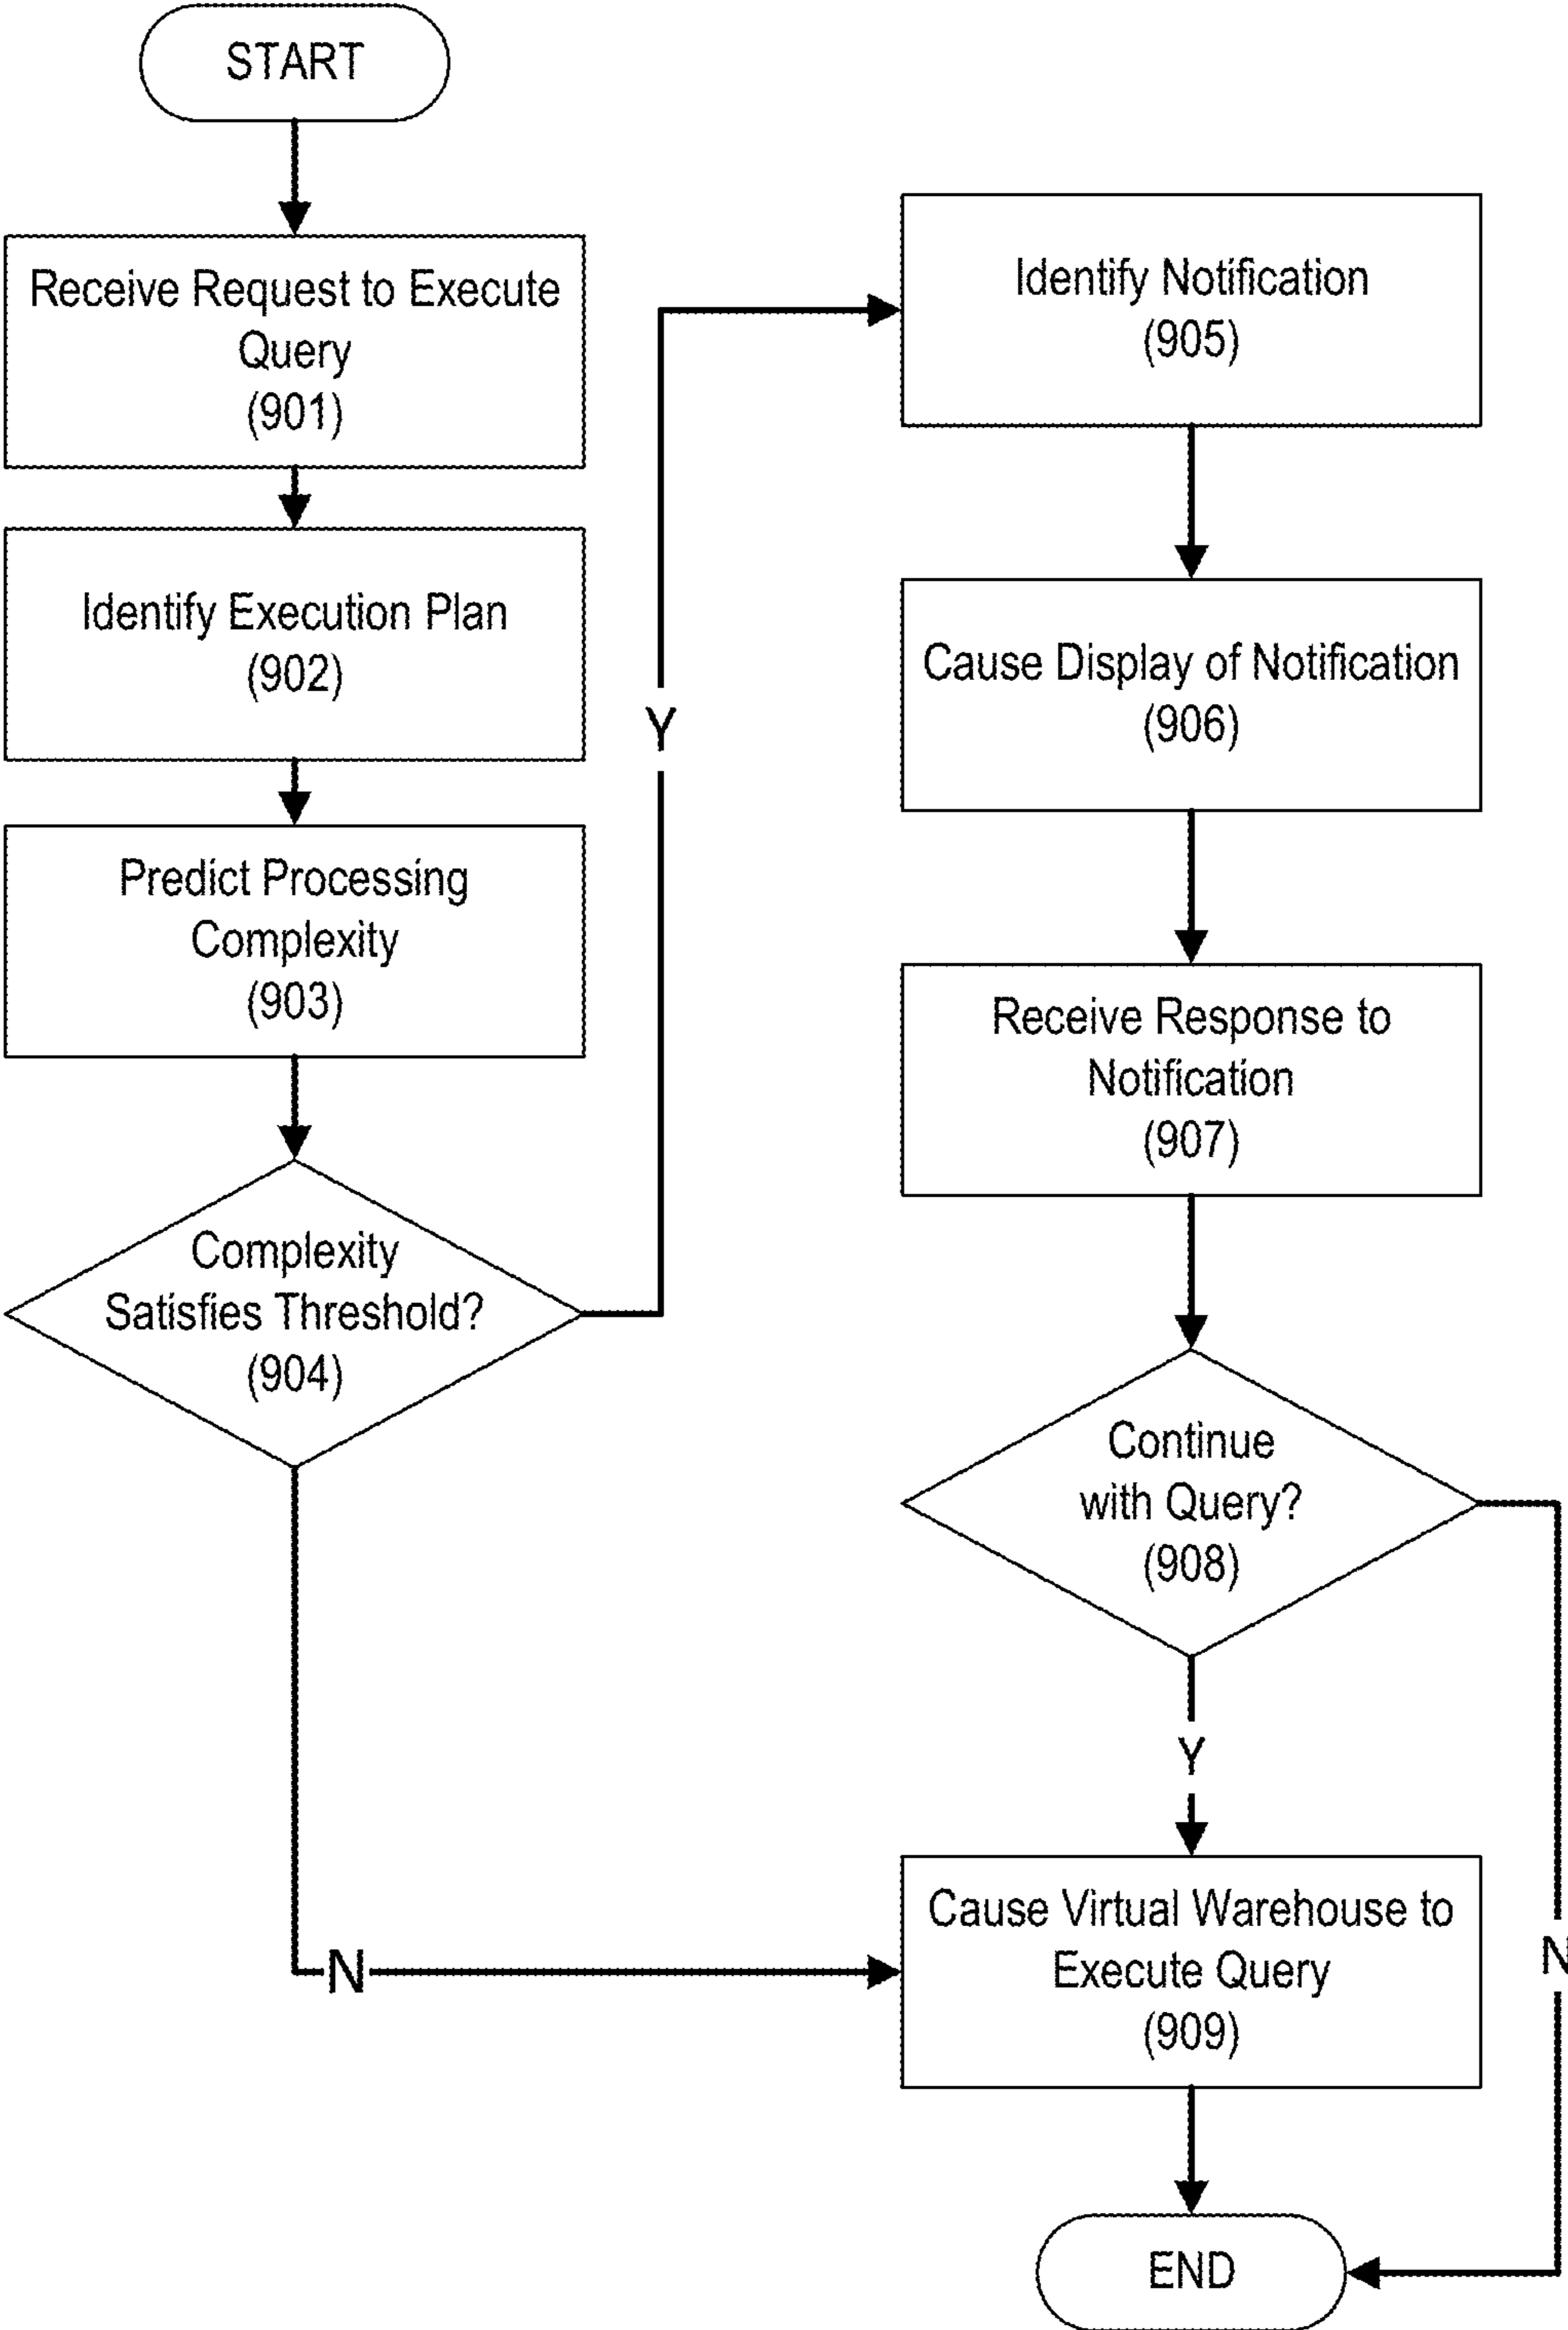 START
Receive Request to Execute
Query
(901)
Identify Execution Plan
(902)
Predict Processing
Complexity
(903)
Complexity
Satisfies Threshold?
(904)
Y
N
Identify Notification
(905)
Cause Display of Notification
(906)
Receive Response to
Notification
(907)
Continue
with Query?
(908)
Y
N
Cause Virtual Warehouse to
Execute Query
(909)
END